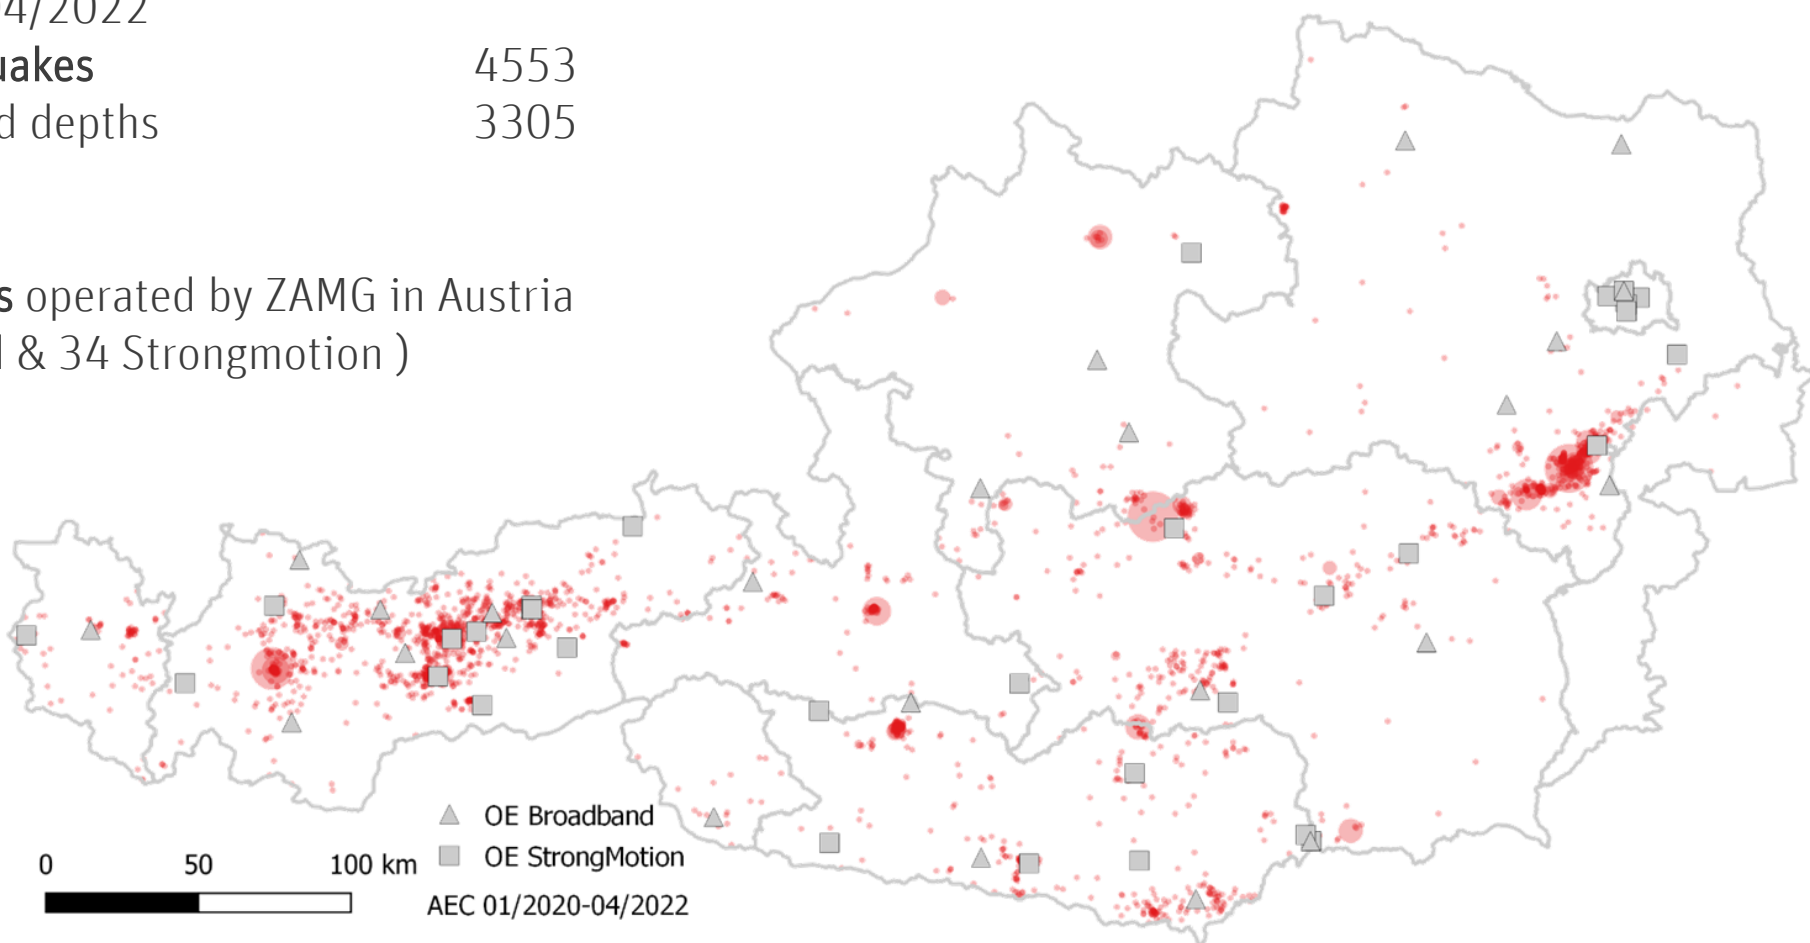 04/2022
uakes 4553
d depths 3305
s operated by ZAMG in Austria
& 34 Strongmotion )
OE Broadband
0 50 100 km
OE StrongMotion
AEC 01/2020-04/2022